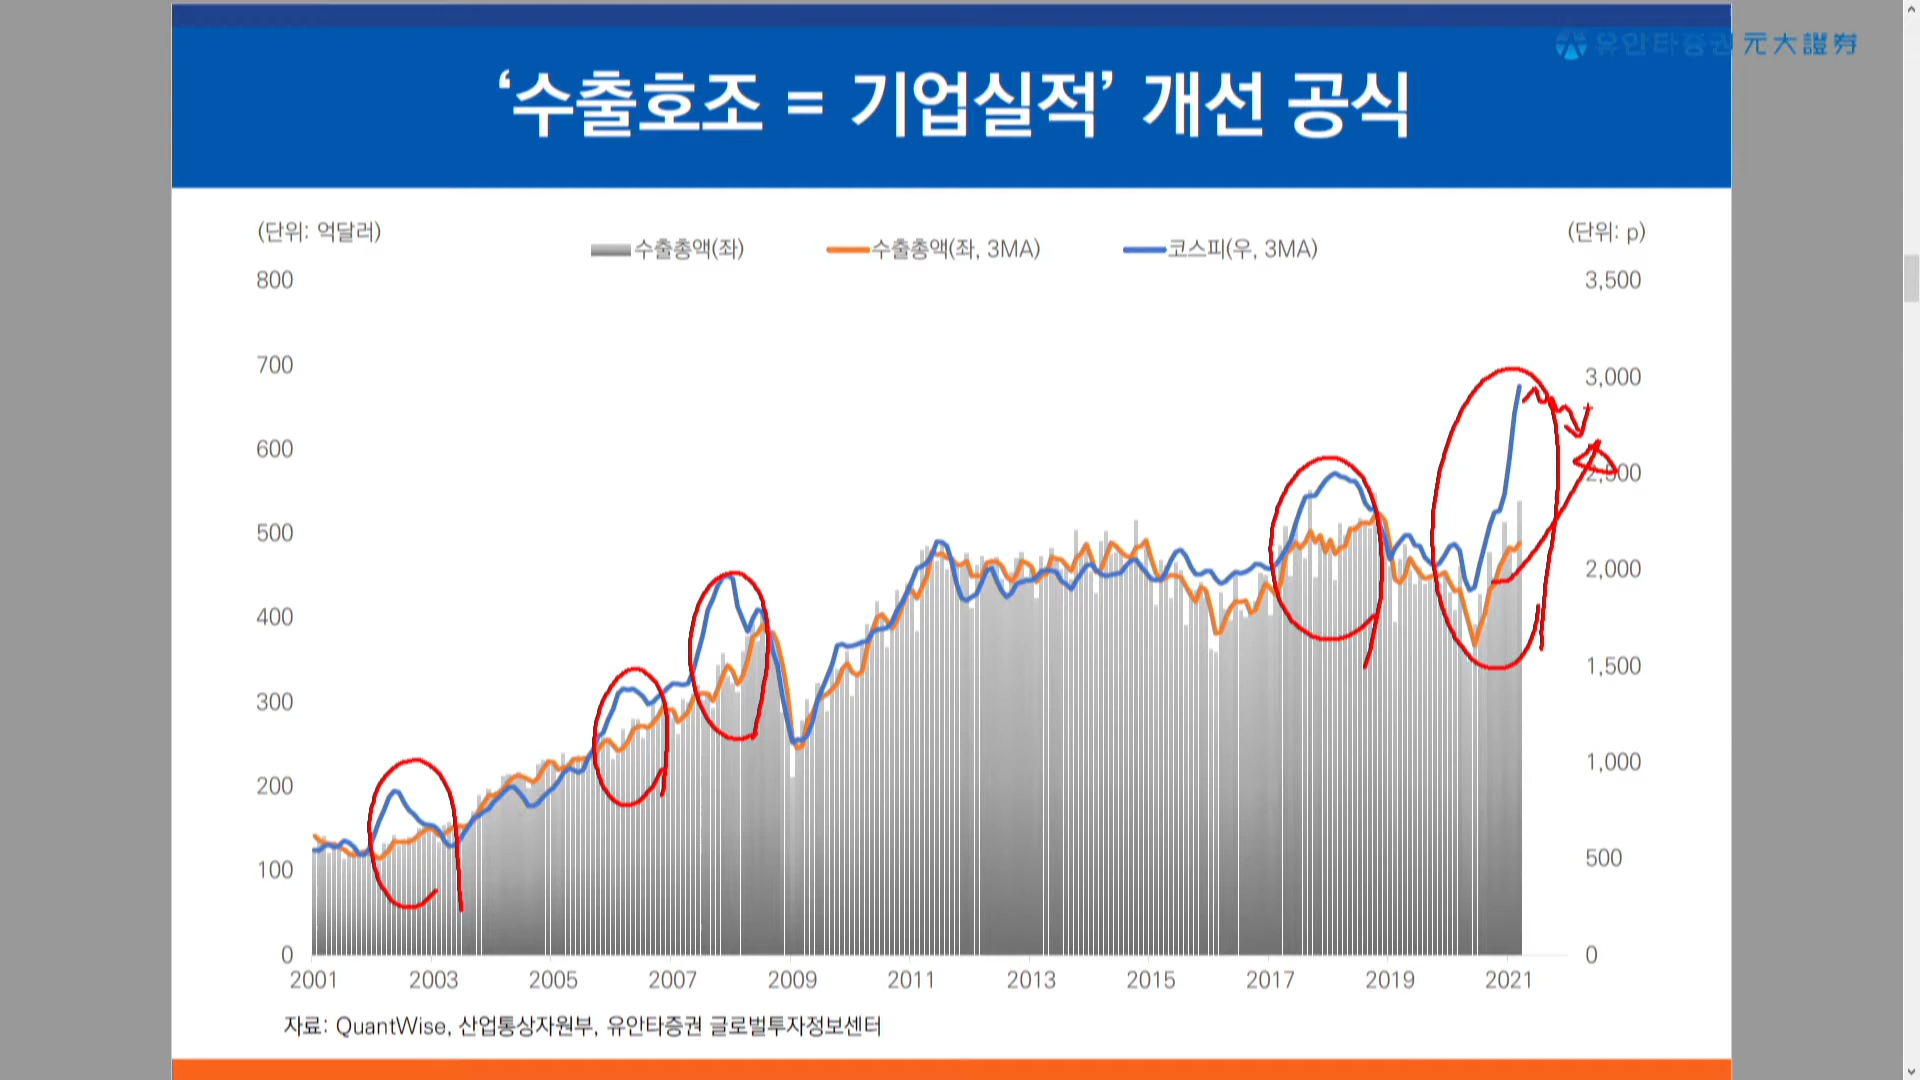 유안타증권 元大證券
‘수출호조 = 기업실적’ 개선 공식
(단위: 억달러)
수출총액(좌)
수출총액(좌, 3MA)
코스피(우, 3MA)
(단위: p)
800
700
600
500
400
300
200
100
0
3,500
3,000
2,500
2,000
1,500
1,000
500
0
2001 2003 2005 2007 2009 2011 2013 2015 2017 2019 2021
자료: QuantWise, 산업통상자원부, 유안타증권 글로벌투자정보센터